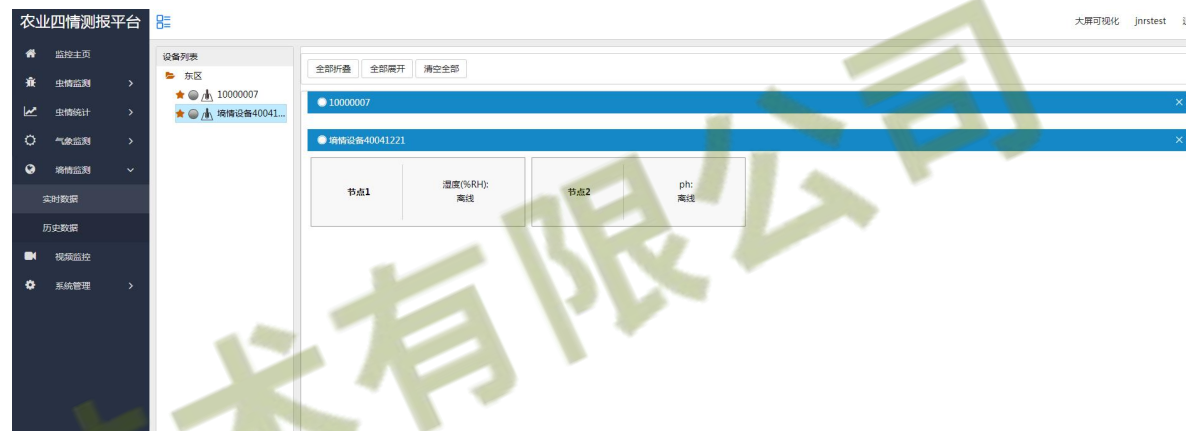 农业四情测报平台
大屏可视化 jnrstest
监控主页
虫情监测
虫情统计
气象监测
墒情监测
实时数据
历史数据
视频监控
系统管理
设备列表
东区
10000007
墒情设备40041...
全部折叠 全部展开 清空全部
10000007
墒情设备40041221
节点1
湿度(%RH):
离线
节点2
ph:
离线
术有限公司